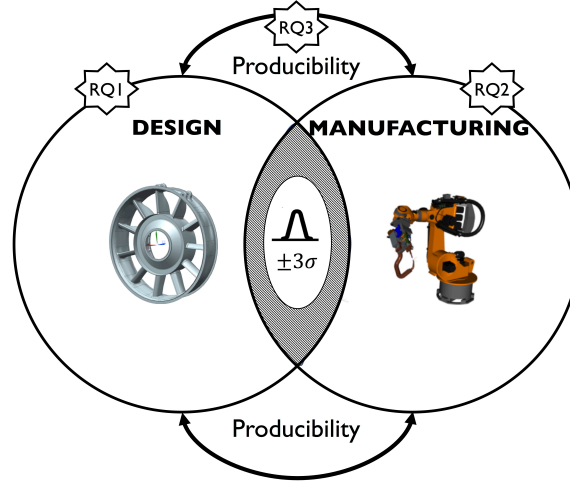 RQ3
Producibility
RQ1
RQ2
DESIGN
MANUFACTURING
±3σ
Producibility